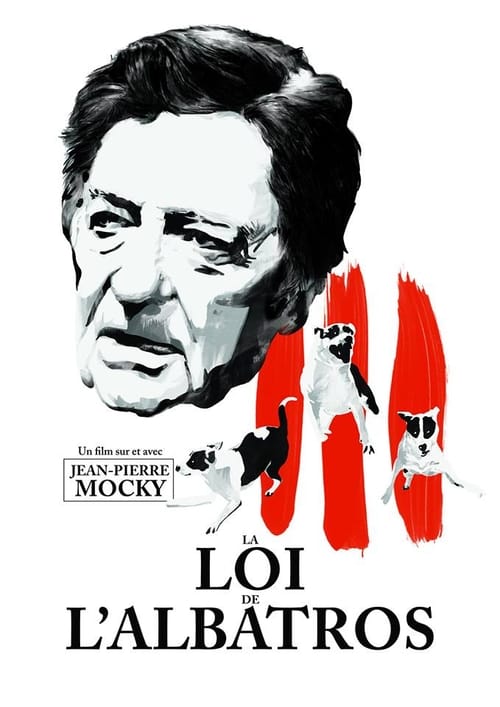 Un film sur et avec
JEAN-PIERRE
MOCKY
LA
LOI
DE
L'ALBATROS